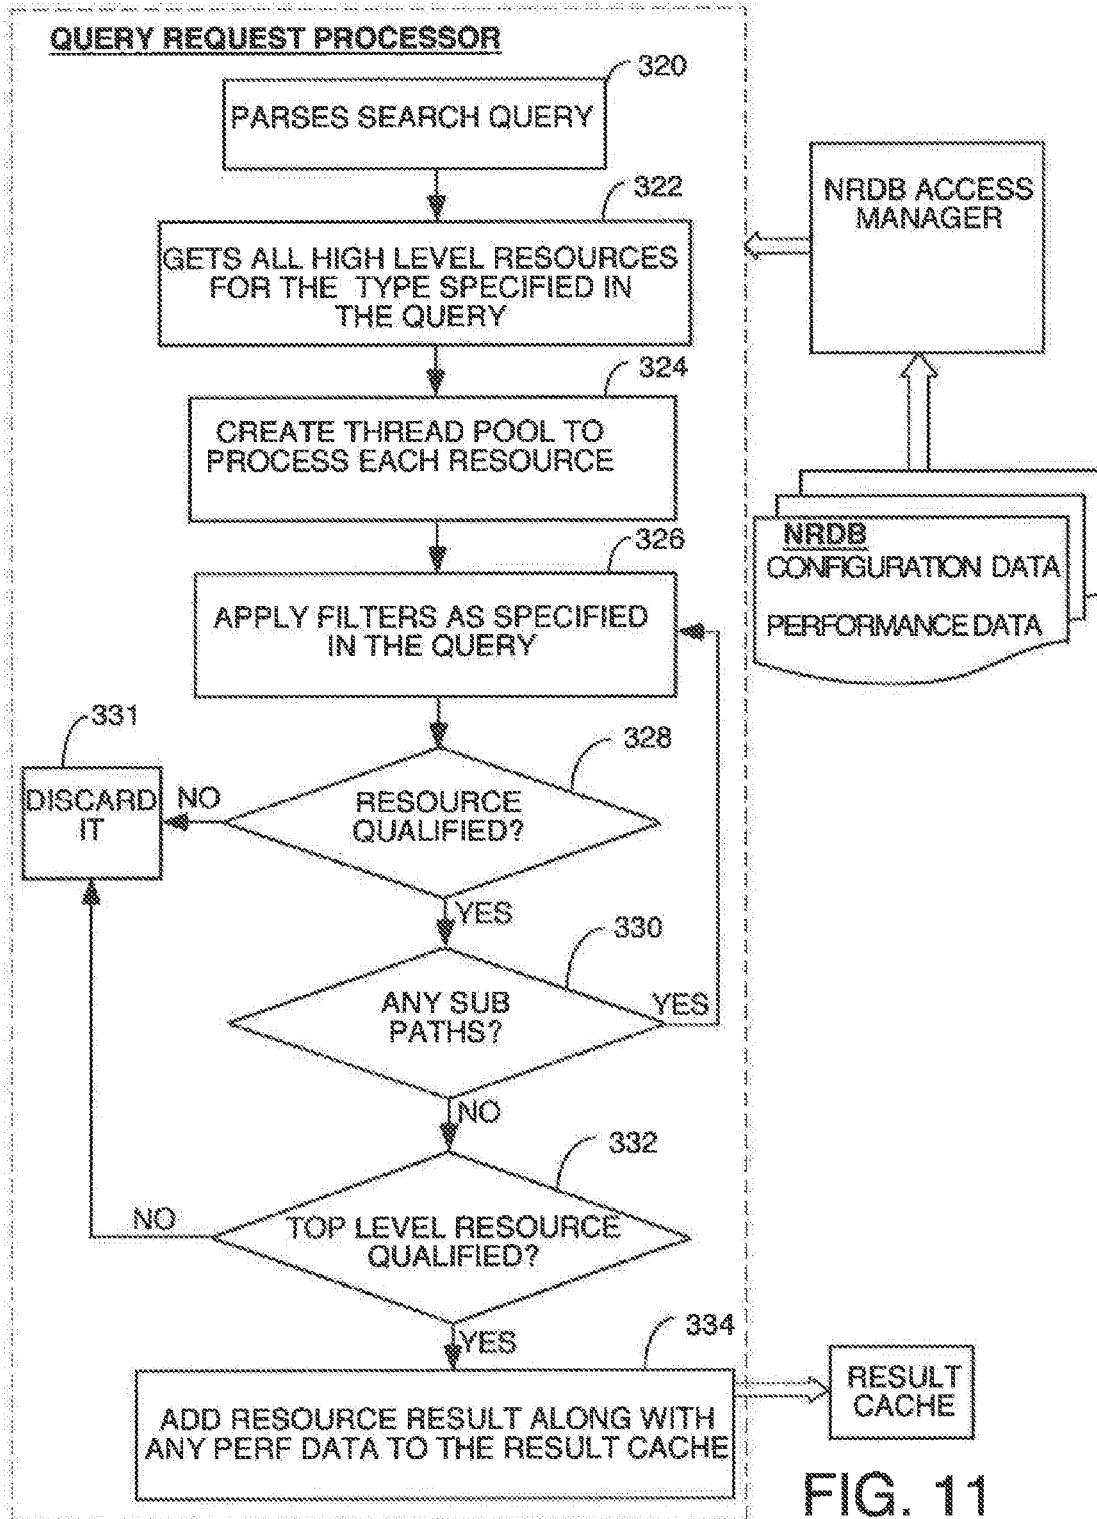 QUERY REQUEST PROCESSOR
320
PARSES SEARCH QUERY
322
GETS ALL HIGH LEVEL RESOURCES
FOR THE TYPE SPECIFIED IN
THE QUERY
NRDB ACCESS
MANAGER
324
CREATE THREAD POOL TO
PROCESS EACH RESOURCE
326
APPLY FILTERS AS SPECIFIED
IN THE QUERY
NRDB
CONFIGURATION DATA
PERFORMANCE DATA
331
DISCARD
IT
NO
328
RESOURCE
QUALIFIED?
YES
330
ANY SUB
PATHS?
YES
NO
332
TOP LEVEL RESOURCE
QUALIFIED?
NO
YES
334
ADD RESOURCE RESULT ALONG WITH
ANY PERF DATA TO THE RESULT CACHE
RESULT
CACHE
FIG. 11